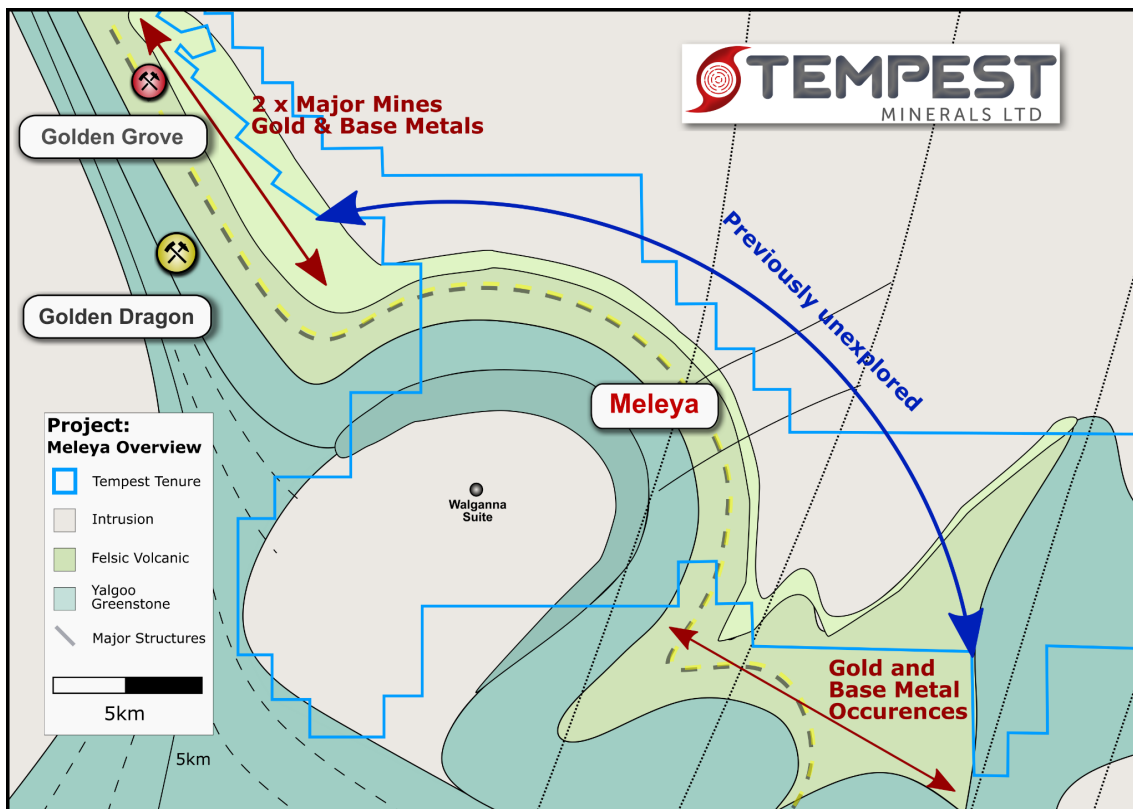 TEMPEST
MINERALS LTD
2 x Major Mines
Gold & Base Metals
Golden Grove
Golden Dragon
Previously unexplored
Meleya
Project:
Meleya Overview
Tempest Tenure
Intrusion
Felsic Volcanic
Yalgoo
Greenstone
Major Structures
5km
5km
Walganna
Suite
Gold and
Base Metal
Occurences